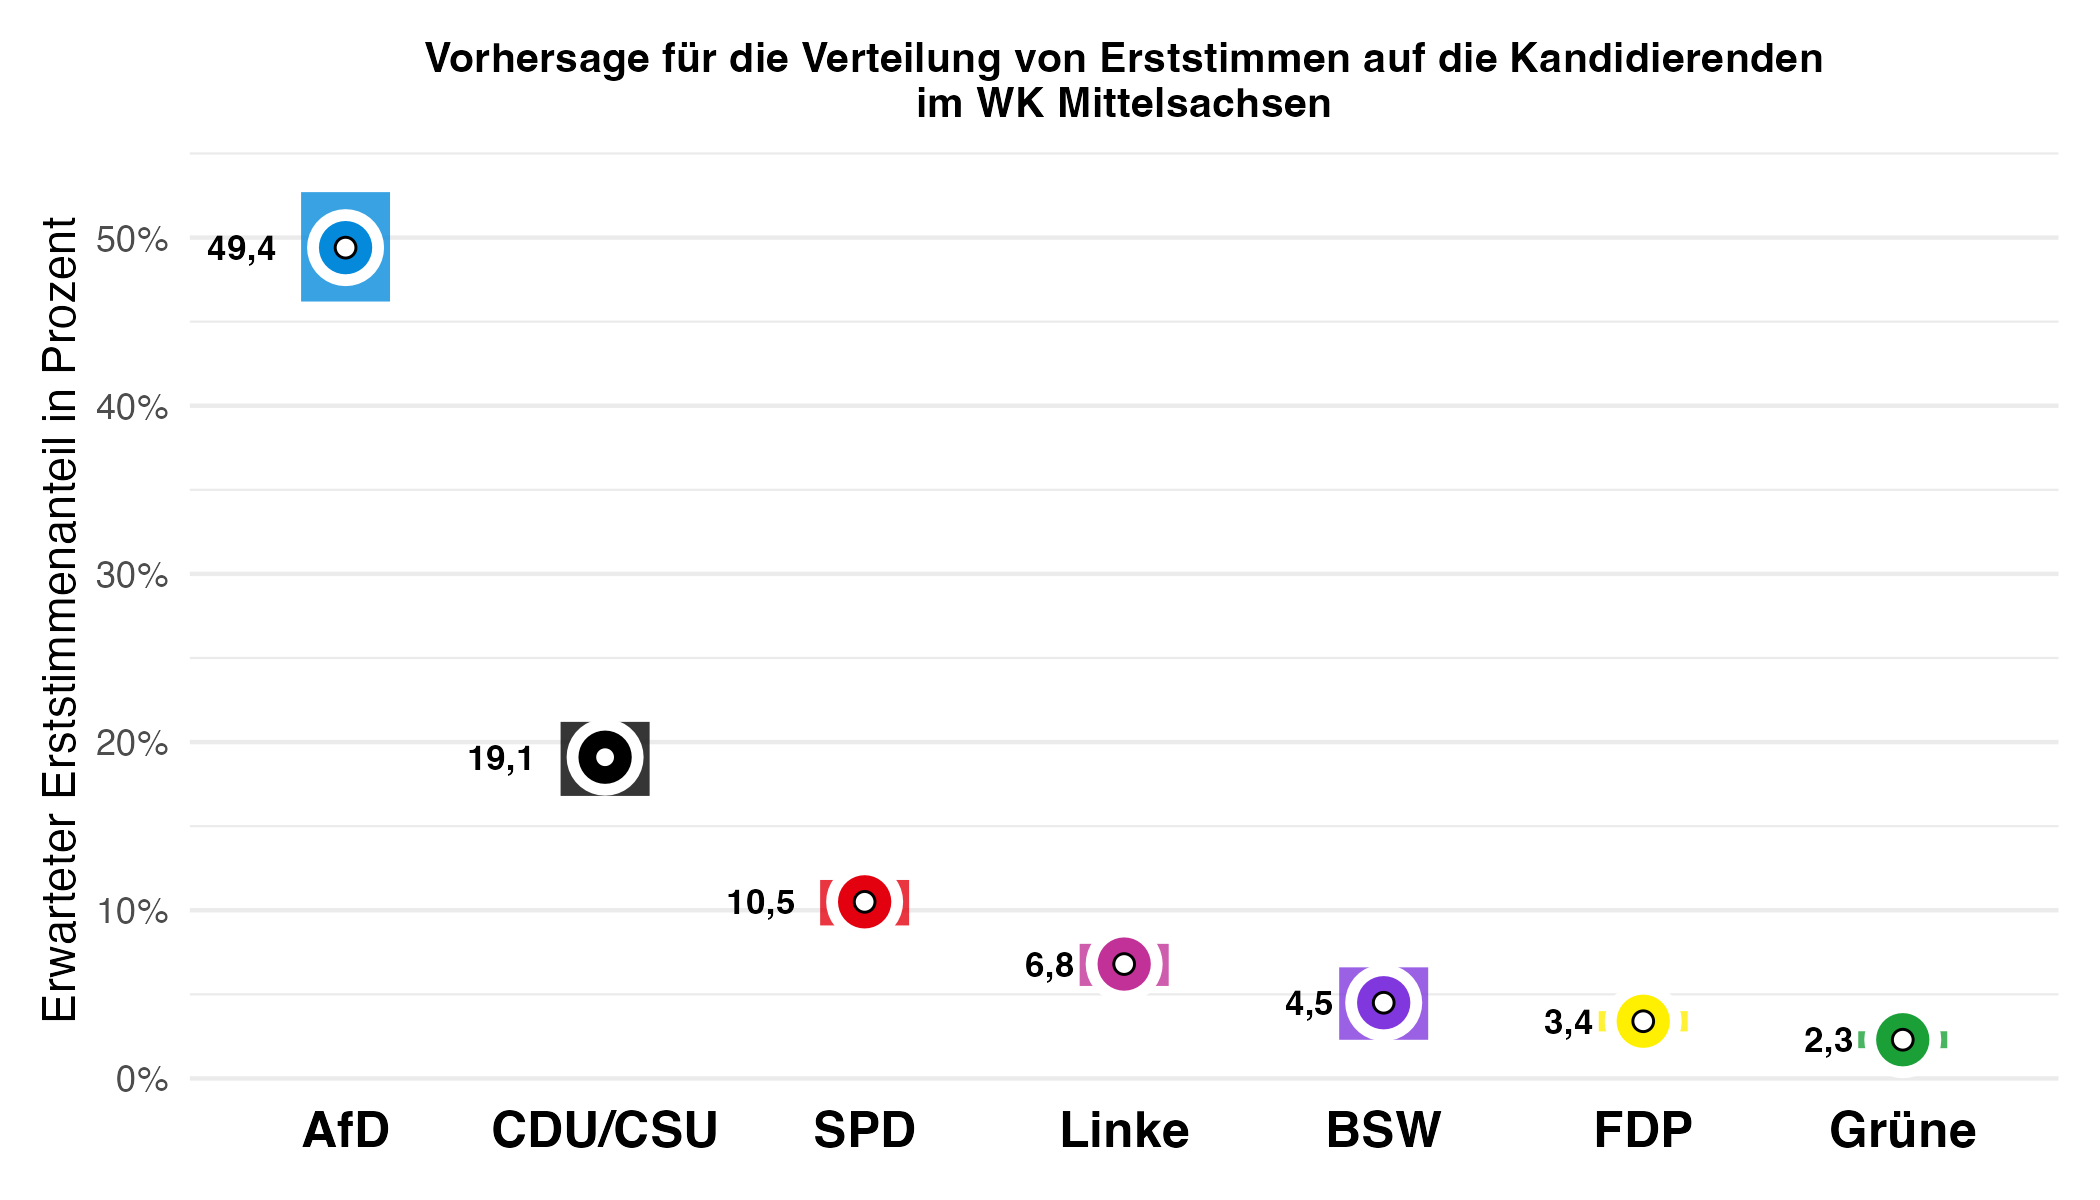 Vorhersage für die Verteilung von Erststimmen auf die Kandidierenden
im WK Mittelsachsen
Erwarteter Erststimmenanteil in Prozent
50%
40%
30%
20%
10%
0%
49,4
19,1
10,5
6,8
4,5
3,4
2,3
AfD
CDU/CSU
SPD
Linke
BSW
FDP
Grüne